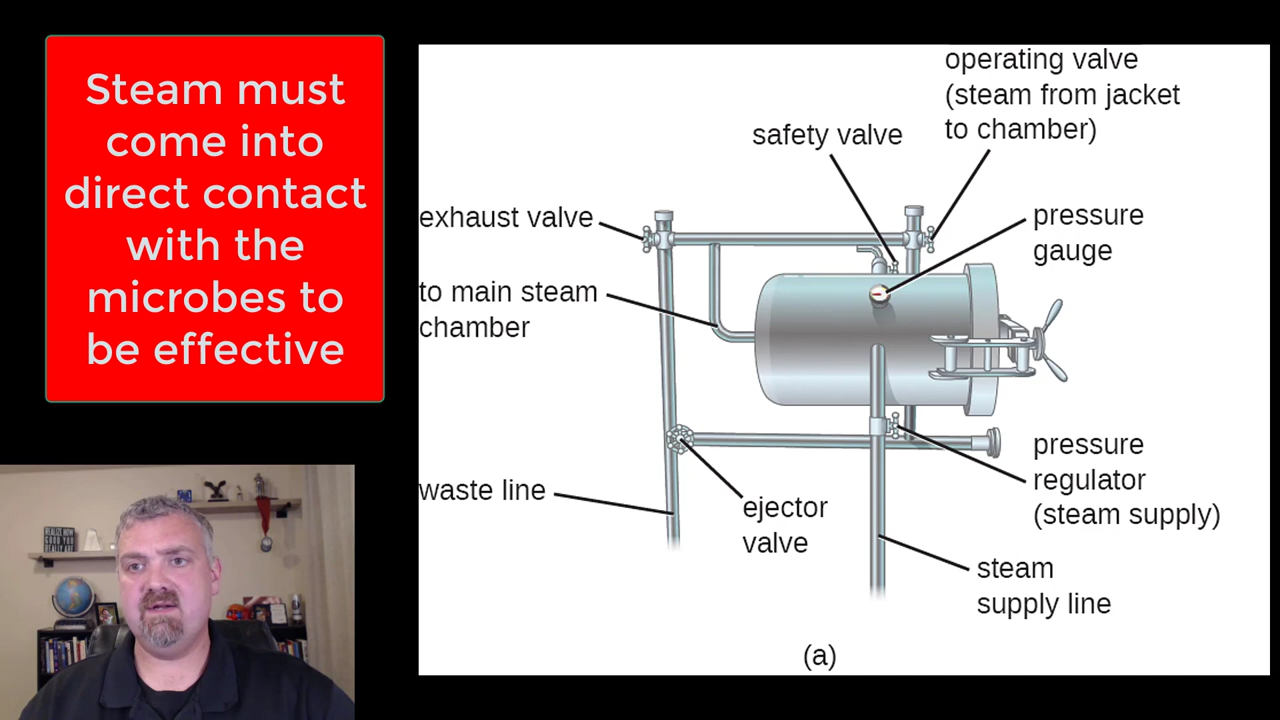 Steam must
come into
direct contact
with the
microbes to
be effective
operating valve
(steam from jacket
to chamber)
safety valve
exhaust valve
pressure
gauge
to main steam
chamber
pressure
regulator
(steam supply)
waste line
ejector
valve
steam
supply line
(a)